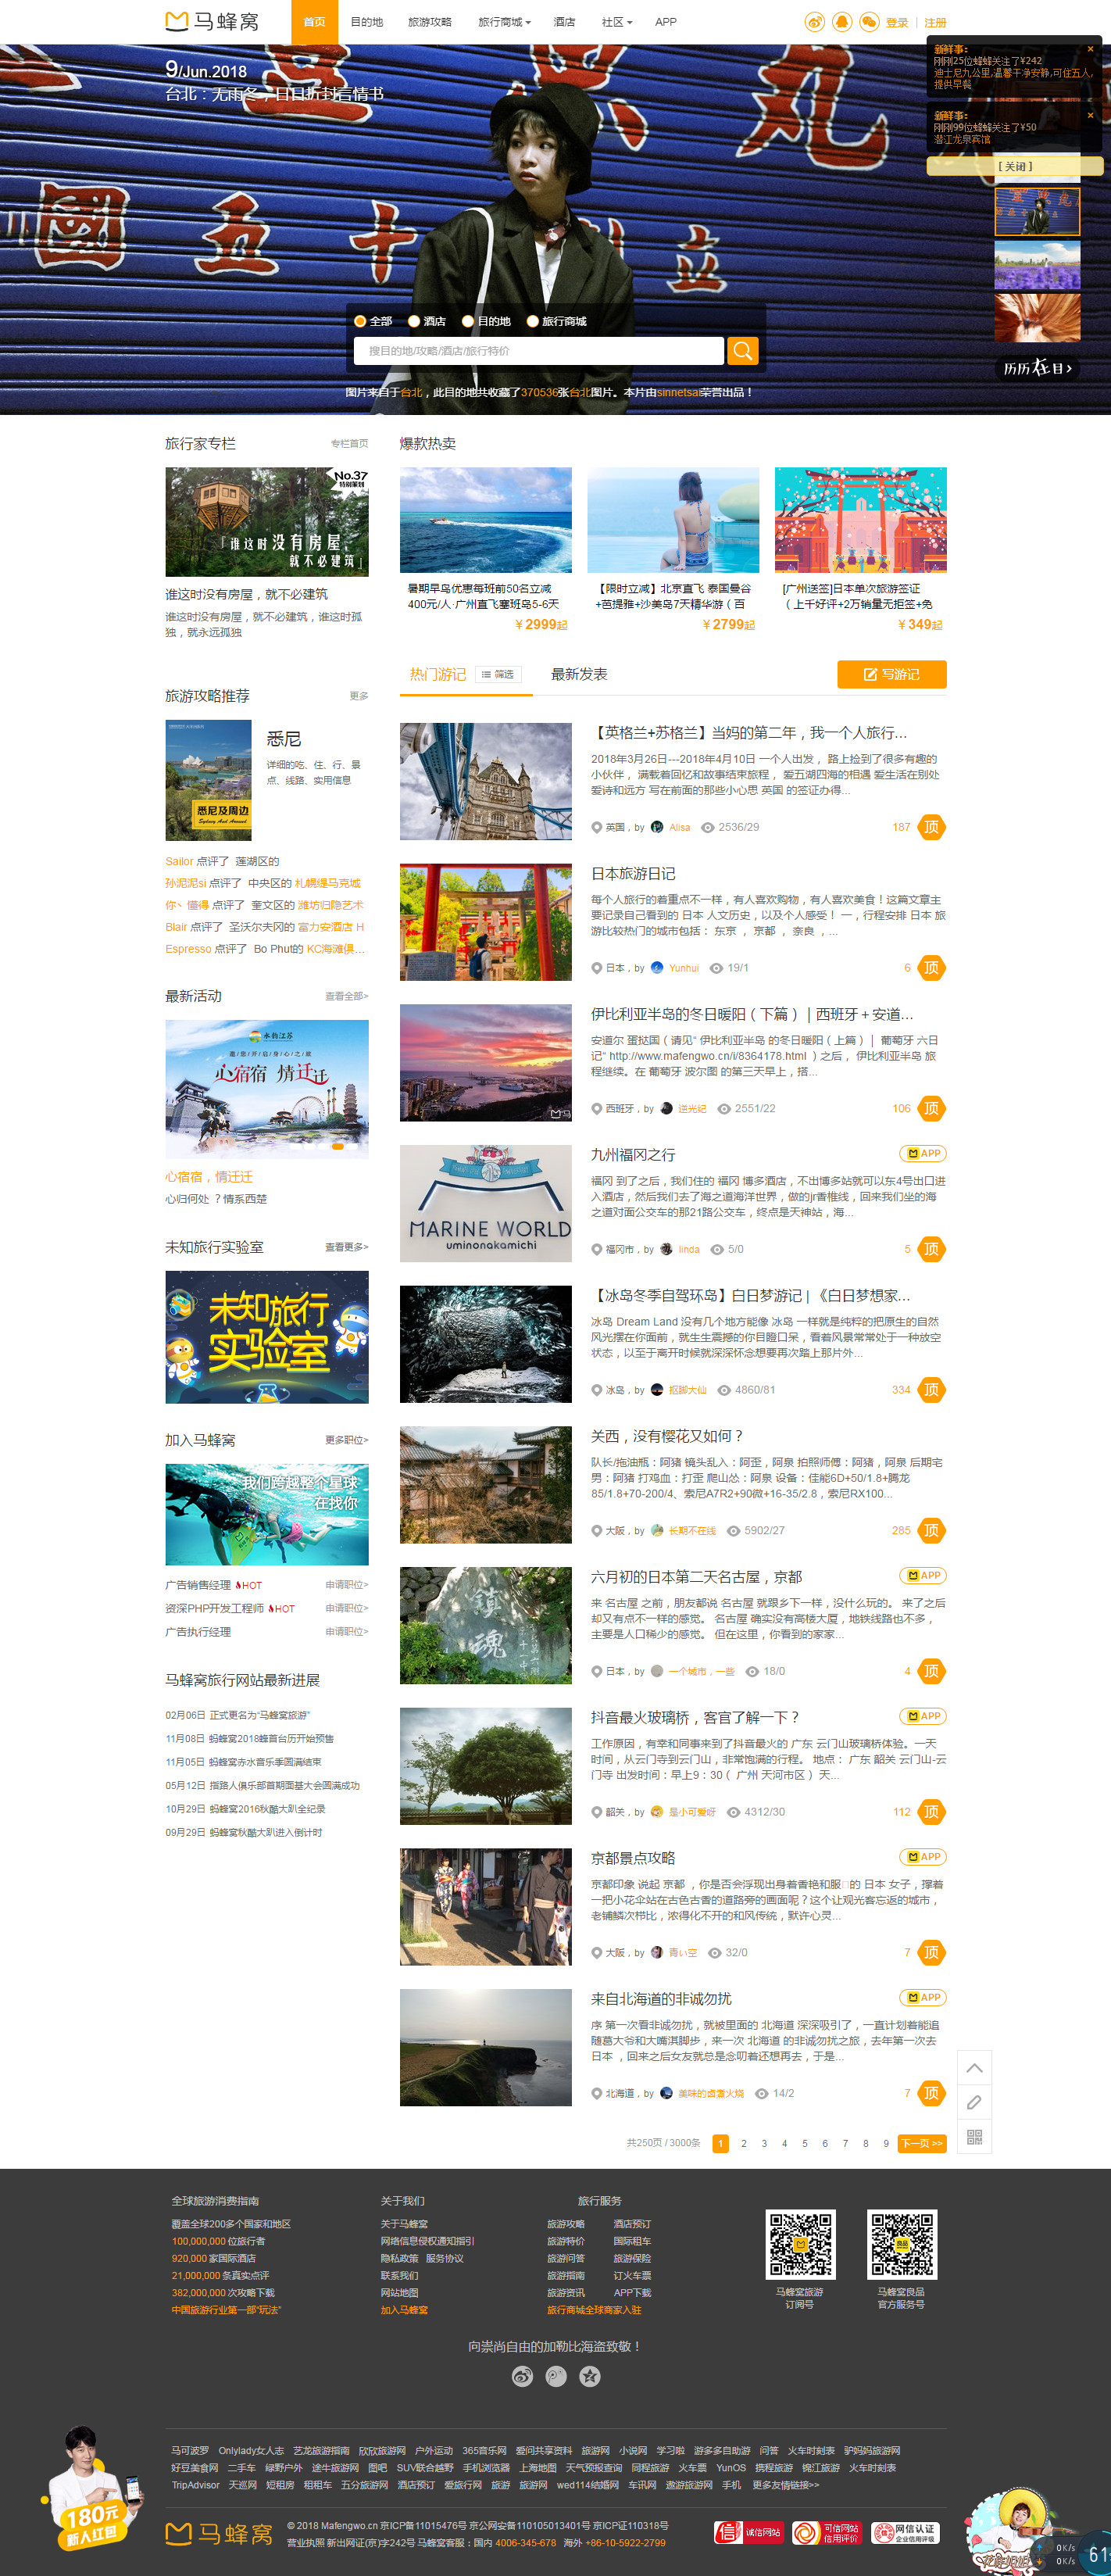 马蜂窝
首页
目的地
旅游攻略
旅行商城
酒店
社区
APP
登录 | 注册
9/Jun.2018
台北：无雨冬，日日折封情书
新鲜事:
刚刚25位蜂蜂关注了¥242
迪士尼九公里,温馨干净安静,可住五人,
提供早餐
新鲜事:
刚刚99位蜂蜂关注了¥50
潜江龙泉宾馆
[ 关闭 ]
历历在目
全部
酒店
目的地
旅行商城
搜目的地/攻略/酒店/旅行特价
图片来自于台北，此目的地共收藏了370536张台北图片。本片由sinnetsai荣誉出品！
旅行家专栏
专栏首页
No.37
特别策划
「谁这时没有房屋，
就不必建筑」
谁这时没有房屋，就不必建筑
谁这时没有房屋，就不必建筑，谁这时孤
独，就永远孤独
爆款热卖
暑期早鸟优惠每班前50名立减
400元/人·广州直飞塞班岛5-6天
￥2999起
【限时立减】北京直飞 泰国曼谷
+芭提雅+沙美岛7天精华游（百
￥2799起
[广州送签]日本单次旅游签证
（上千好评+2万销量无拒签+免
￥349起
热门游记
筛选
最新发表
写游记
旅游攻略推荐
更多
悉尼及周边
Sydney And Around
悉尼
详细的吃、住、行、景
点、线路、实用信息
Sailor 点评了 莲湖区的
孙泥泥si 点评了 中央区的 札幌缇马克城
你丶懂得 点评了 奎文区的 潍坊归隐艺术
Blair 点评了 圣沃尔夫冈的 富力安酒店 H
Espresso 点评了 Bo Phut的 KC海滩俱...
最新活动
查看全部>
水韵江苏
心宿宿 情迁迁
心宿宿，情迁迁
心归何处 ？情系西楚
未知旅行实验室
查看更多>
未知旅行
实验室
加入马蜂窝
更多职位>
我们跨越整个星球
在找你
广告销售经理 HOT
申请职位>
资深PHP开发工程师 HOT
申请职位>
广告执行经理
申请职位>
马蜂窝旅行网站最新进展
02月06日 正式更名为"马蜂窝旅游"
11月08日 蚂蜂窝2018蜂首台历开始预售
11月05日 蚂蜂窝赤水音乐季圆满结束
05月12日 指路人俱乐部首期面基大会圆满成功
10月29日 蚂蜂窝2016秋酷大趴全纪录
09月29日 蚂蜂窝秋酷大趴进入倒计时
【英格兰+苏格兰】当妈的第二年，我一个人旅行...
2018年3月26日---2018年4月10日 一个人出发， 路上捡到了很多有趣的
小伙伴， 满载着回忆和故事结束旅程， 爱五湖四海的相遇 爱生活在别处
爱诗和远方 写在前面的那些小心思 英国 的签证办得...
英国，by Alisa 2536/29
187 顶
日本旅游日记
每个人旅行的着重点不一样，有人喜欢购物，有人喜欢美食！这篇文章主
要记录自己看到的 日本 人文历史，以及个人感受！ 一，行程安排 日本 旅
游比较热门的城市包括： 东京 ， 京都 ， 奈良 ，...
日本，by Yunhui 19/1
6 顶
伊比利亚半岛的冬日暖阳（下篇）｜西班牙＋安道...
安道尔 蛋挞国（请见" 伊比利亚半岛 的冬日暖阳（上篇）｜ 葡萄牙 六日
记" http://www.mafengwo.cn/i/8364178.html ）之后， 伊比利亚半岛 旅
程继续。在 葡萄牙 波尔图 的第三天早上，搭...
西班牙，by 逆光纪 2551/22
106 顶
MARINE WORLD
uminonakamichi
九州福冈之行
APP
福冈 到了之后，我们住的 福冈 博多酒店，不出博多站就可以东4号出口进
入酒店，然后我们去了海之道海洋世界，做的jr香椎线，回来我们坐的海
之道对面公交车的那21路公交车，终点是天神站，海...
福冈市，by linda 5/0
5 顶
【冰岛冬季自驾环岛】白日梦游记 | 《白日梦想家...
冰岛 Dream Land 没有几个地方能像 冰岛 一样就是纯粹的把原生的自然
风光摆在你面前，就生生震撼的你目瞪口呆，看着风景常常处于一种放空
状态，以至于离开时候就深深怀念想要再次踏上那片外...
冰岛，by 抠脚大仙 4860/81
334 顶
关西，没有樱花又如何？
队长/拖油瓶：阿猪 镜头乱入：阿歪，阿泉 拍照师傅：阿猪，阿泉 后期宅
男：阿猪 打鸡血：打歪 爬山怂：阿泉 设备：佳能6D+50/1.8+腾龙
85/1.8+70-200/4、索尼A7R2+90微+16-35/2.8，索尼RX100...
大阪，by 长期不在线 5902/27
285 顶
六月初的日本第二天名古屋，京都
APP
来 名古屋 之前，朋友都说 名古屋 就跟乡下一样，没什么玩的。 来了之后
却又有点不一样的感觉。 名古屋 确实没有高楼大厦，地铁线路也不多，
主要是人口稀少的感觉。 但在这里，你看到的家家...
日本，by 一个城市，一些 18/0
4 顶
抖音最火玻璃桥，客官了解一下？
APP
工作原因，有幸和同事来到了抖音最火的 广东 云门山玻璃桥体验。一天
时间，从云门寺到云门山，非常饱满的行程。 地点： 广东 韶关 云门山-云
门寺 出发时间：早上9：30（ 广州 天河市区） 天...
韶关，by 是小可爱呀 4312/30
112 顶
京都景点攻略
APP
京都印象 说起 京都 ，你是否会浮现出身着香艳和服□的 日本 女子，撑着
一把小花伞站在古色古香的道路旁的画面呢？这个让观光客忘返的城市，
老铺鳞次栉比，浓得化不开的和风传统，默许心灵...
大阪，by 青い空 32/0
7 顶
来自北海道的非诚勿扰
APP
序 第一次看非诚勿扰，就被里面的 北海道 深深吸引了，一直计划着能追
随葛大爷和大嘴淇脚步，来一次 北海道 的非诚勿扰之旅，去年第一次去
日本 ，回来之后女友就总是念叨着还想再去，于是...
北海道，by 美味的卤煮火烧 14/2
7 顶
共250页 / 3000条 1 2 3 4 5 6 7 8 9 下一页 >>
全球旅游消费指南
覆盖全球200多个国家和地区
100,000,000 位旅行者
920,000 家国际酒店
21,000,000 条真实点评
382,000,000 次攻略下载
中国旅游行业第一部"玩法"
关于我们
关于马蜂窝
网络信息侵权通知指引
隐私政策 服务协议
联系我们
网站地图
加入马蜂窝
旅行服务
旅游攻略 酒店预订
旅游特价 国际租车
旅游问答 旅游保险
旅游指南 订火车票
旅游资讯 APP下载
旅行商城全球商家入驻
马蜂窝旅游
订阅号
马蜂窝良品
官方服务号
向崇尚自由的加勒比海盗致敬！
马可波罗 Onlylady女人志 艺龙旅游指南 欣欣旅游网 户外运动 365音乐网 爱问共享资料 旅游网 小说网 学习啦 游多多自助游 问答 火车时刻表 驴妈妈旅游网
好豆美食网 二手车 绿野户外 途牛旅游网 图吧 SUV联合越野 手机浏览器 上海地图 天气预报查询 同程旅游 火车票 YunOS 携程旅游 锦江旅游 火车时刻表
TripAdvisor 天巡网 短租房 租租车 五分旅游网 酒店预订 爱旅行网 旅游 旅游网 wed114结婚网 车讯网 遨游旅游网 手机 更多友情链接>>
马蜂窝
© 2018 Mafengwo.cn 京ICP备11015476号 京公网安备110105013401号 京ICP证110318号
营业执照 新出网证(京)字242号 马蜂窝客服：国内 4006-345-678 海外 +86-10-5922-2799
诚信网站
可信网站
信用评价
网信认证
企业信用评级
180元
新人红包
0K/s
0K/s
61